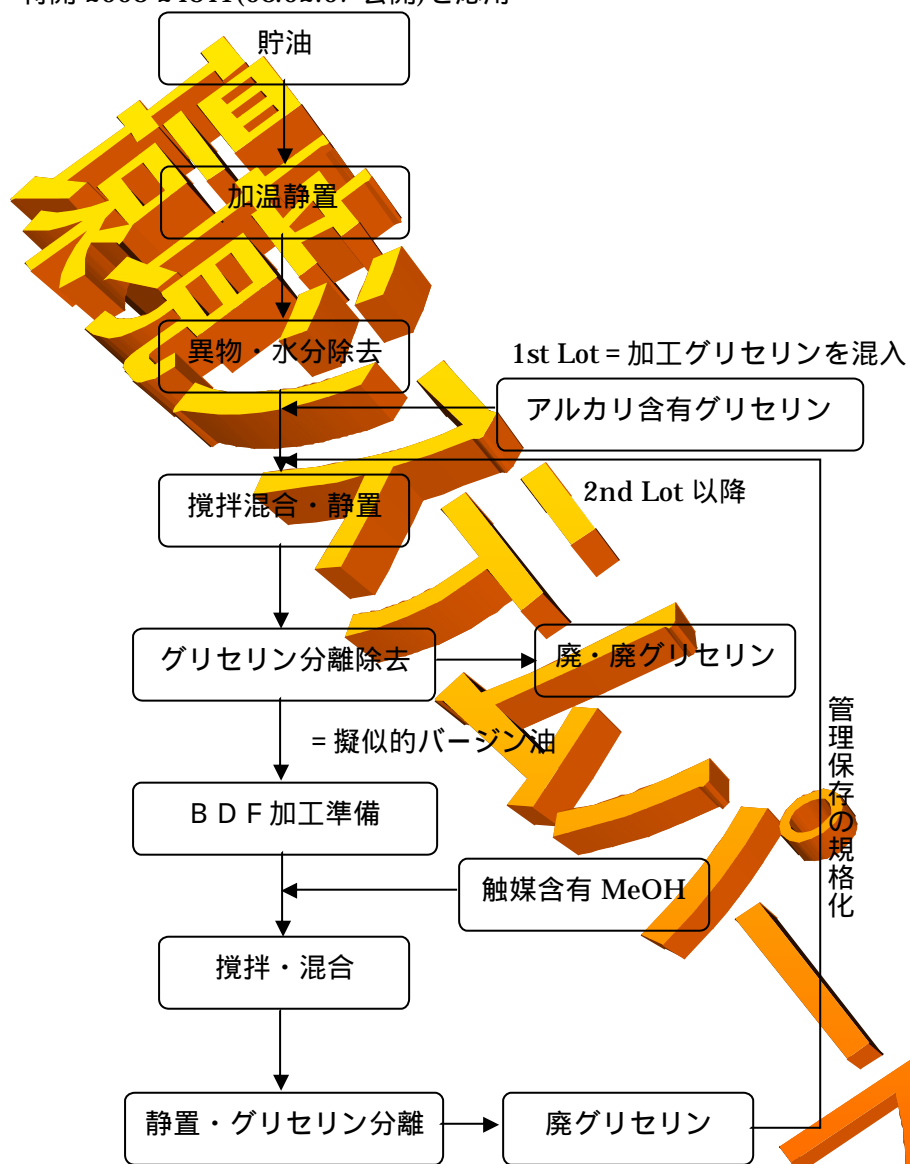 貯油
加温静置
異物・水分除去
1st Lot = 加工グリセリンを混入
アルカリ含有グリセリン
2nd Lot 以降
撹拌混合・静置
グリセリン分離除去
廃・廃グリセリン
= 擬似的バージン油
管理保存の規格化
ＢＤＦ加工準備
触媒含有 MeOH
撹拌・混合
静置・グリセリン分離
廃グリセリン